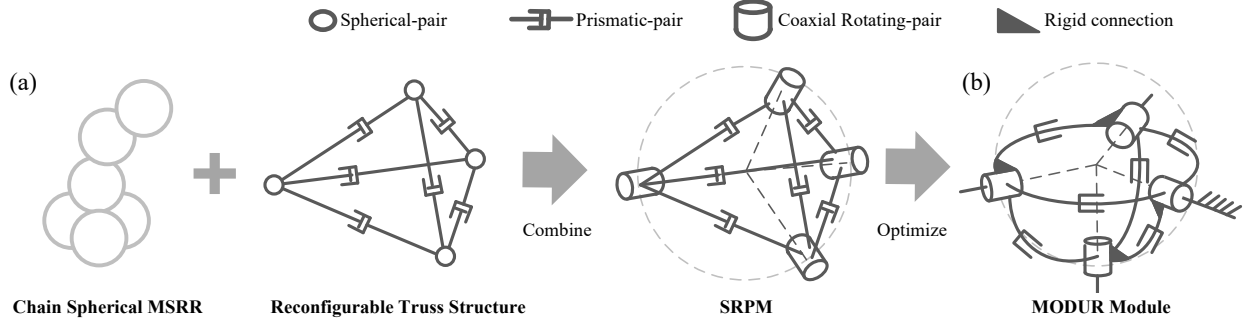 Spherical-pair
Prismatic-pair
Coaxial Rotating-pair
Rigid connection
(a)
(b)
Combine
Optimize
Chain Spherical MSRR
Reconfigurable Truss Structure
SRPM
MODUR Module